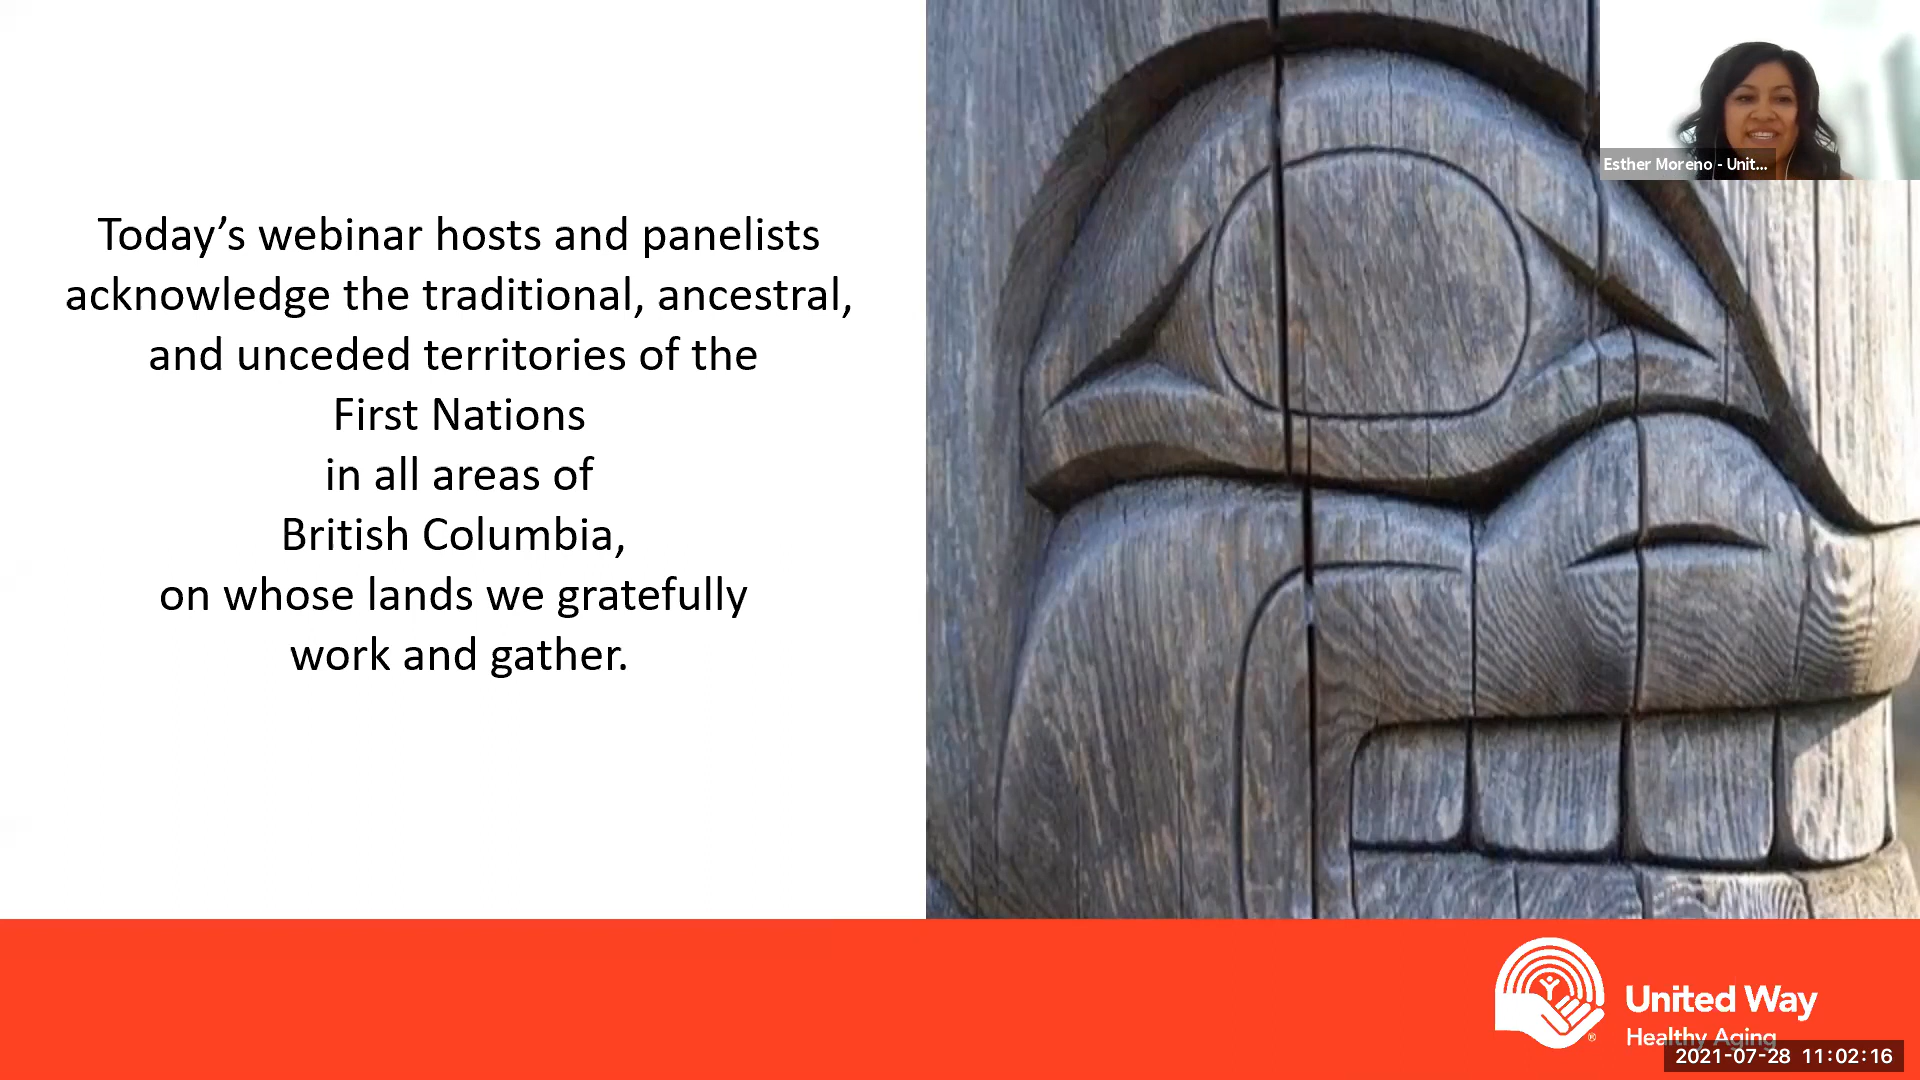 Today’s webinar hosts and panelists
acknowledge the traditional, ancestral,
and unceded territories of the
First Nations
in all areas of
British Columbia,
on whose lands we gratefully
work and gather.
Esther Moreno - Unit...
United Way
Healthy Aging
®
2021-07-28 11:02:16